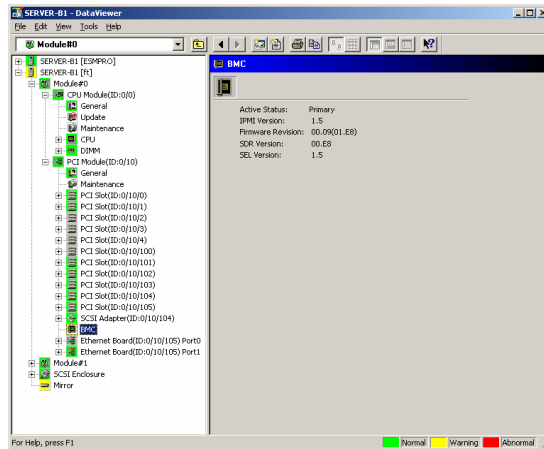 SERVER-B1 - DataViewer
File Edit View Tools Help
Module#0
SERVER-B1 [ESMPRO]
SERVER-B1 [ft]
Module#0
CPU Module(ID:0/0)
General
Update
Maintenance
CPU
DIMM
PCI Module(ID:0/10)
General
Maintenance
PCI Slot(ID:0/10/0)
PCI Slot(ID:0/10/1)
PCI Slot(ID:0/10/2)
PCI Slot(ID:0/10/3)
PCI Slot(ID:0/10/4)
PCI Slot(ID:0/10/100)
PCI Slot(ID:0/10/101)
PCI Slot(ID:0/10/102)
PCI Slot(ID:0/10/103)
PCI Slot(ID:0/10/104)
PCI Slot(ID:0/10/105)
SCSI Adapter(ID:0/10/104)
BMC
Ethernet Board(ID:0/10/105) Port0
Ethernet Board(ID:0/10/105) Port1
Module#1
SCSI Enclosure
Mirror
BMC
Active Status: Primary
IPMI Version: 1.5
Firmware Revision: 00.09(01.E8)
SDR Version: 00.E8
SEL Version: 1.5
For Help, press F1
Normal Warning Abnormal